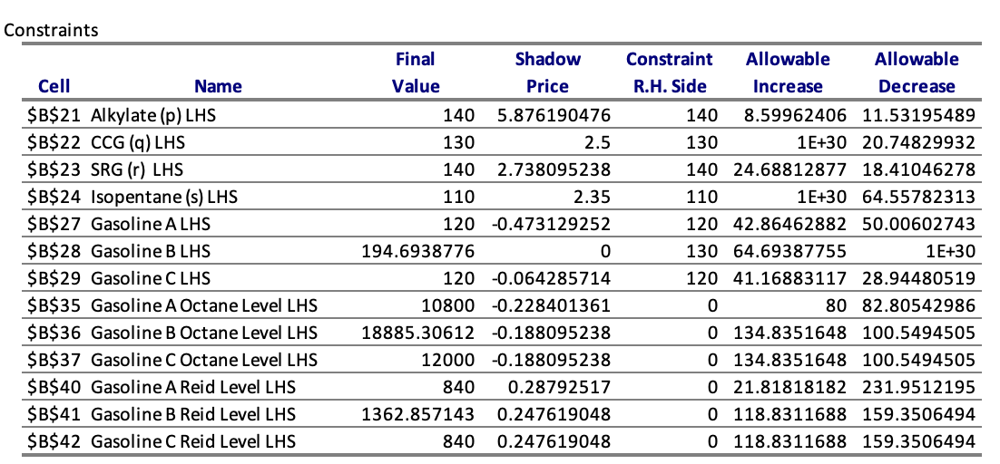 Constraints
Final Shadow Constraint Allowable Allowable
Cell Name Value Price R.H. Side Increase Decrease
$B$21 Alkylate (p) LHS 140 5.876190476 140 8.59962406 11.53195489
$B$22 CCG (q) LHS 130 2.5 130 1E+30 20.74829932
$B$23 SRG (r) LHS 140 2.738095238 140 24.68812877 18.41046278
$B$24 Isopentane (s) LHS 110 2.35 110 1E+30 64.55782313
$B$27 Gasoline A LHS 120 -0.473129252 120 42.86462882 50.00602743
$B$28 Gasoline B LHS 194.6938776 0 130 64.69387755 1E+30
$B$29 Gasoline C LHS 120 -0.064285714 120 41.16883117 28.94480519
$B$35 Gasoline A Octane Level LHS 10800 -0.228401361 0 80 82.80542986
$B$36 Gasoline B Octane Level LHS 18885.30612 -0.188095238 0 134.8351648 100.5494505
$B$37 Gasoline C Octane Level LHS 12000 -0.188095238 0 134.8351648 100.5494505
$B$40 Gasoline A Reid Level LHS 840 0.28792517 0 21.81818182 231.9512195
$B$41 Gasoline B Reid Level LHS 1362.857143 0.247619048 0 118.8311688 159.3506494
$B$42 Gasoline C Reid Level LHS 840 0.247619048 0 118.8311688 159.3506494